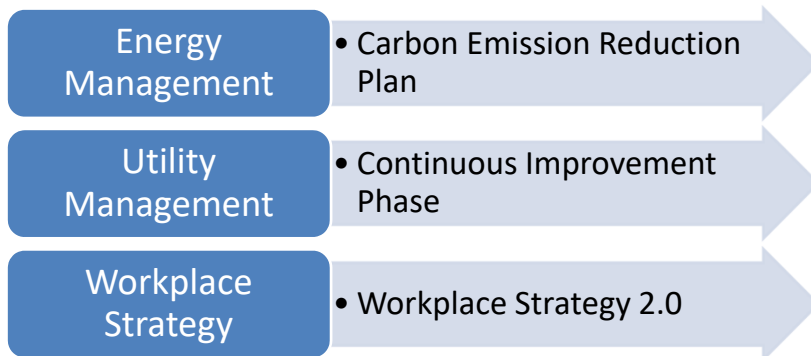 Energy
Management
• Carbon Emission Reduction
Plan
Utility
Management
• Continuous Improvement
Phase
Workplace
Strategy
• Workplace Strategy 2.0